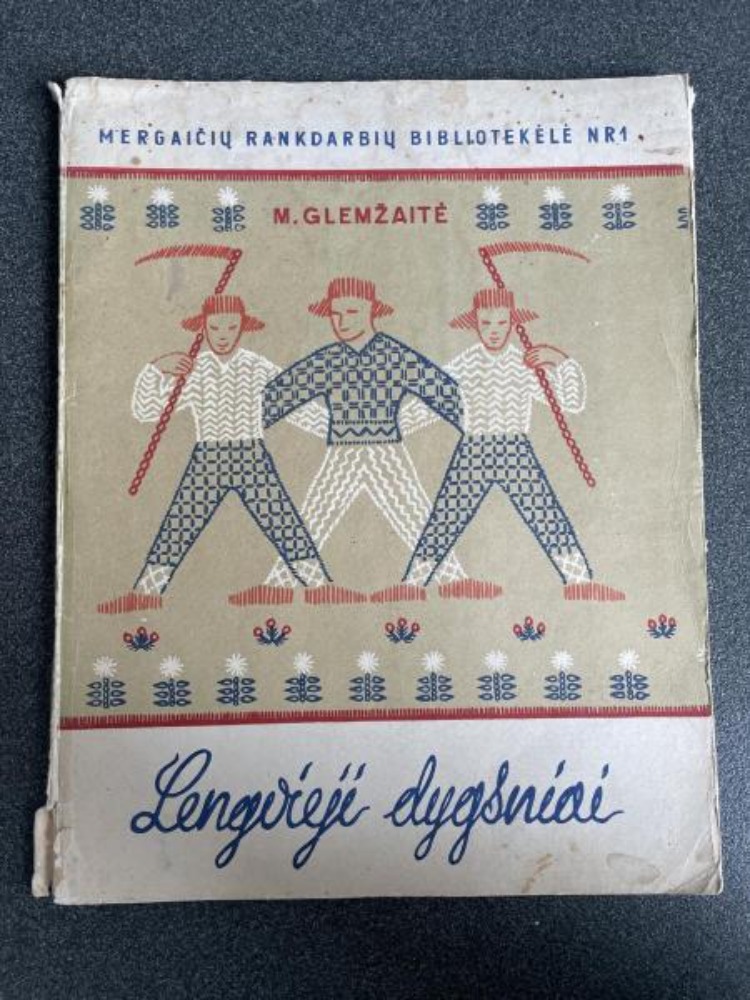 MERGAIČIŲ RANKDARBIŲ BIBLIOTEKĖLĖ NR1
M.GLEMŽAITĖ
Lengvieji dygsniai